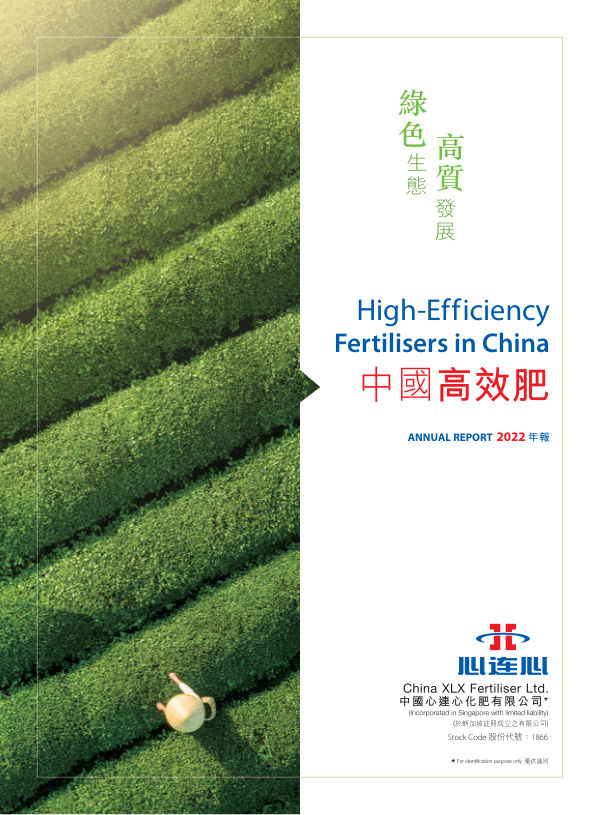 綠色生態
高質發展
High-Efficiency
Fertilisers in China
中國高效肥
ANNUAL REPORT 2022 年報
心连心
China XLX Fertiliser Ltd.
中國心連心化肥有限公司*
(Incorporated in Singapore with limited liability)
(於新加坡註冊成立之有限公司)
Stock Code 股份代號：1866
* For identification purpose only 僅供識別